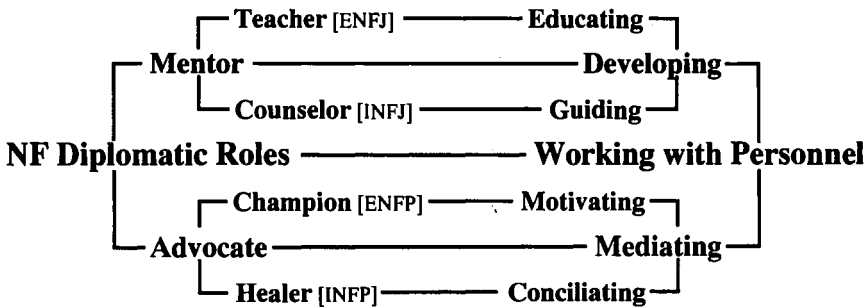 Teacher [ENFJ] Educating
Mentor Developing
Counselor [INFJ] Guiding
NF Diplomatic Roles Working with Personnel
Champion [ENFP] Motivating
Advocate Mediating
Healer [INFP] Conciliating